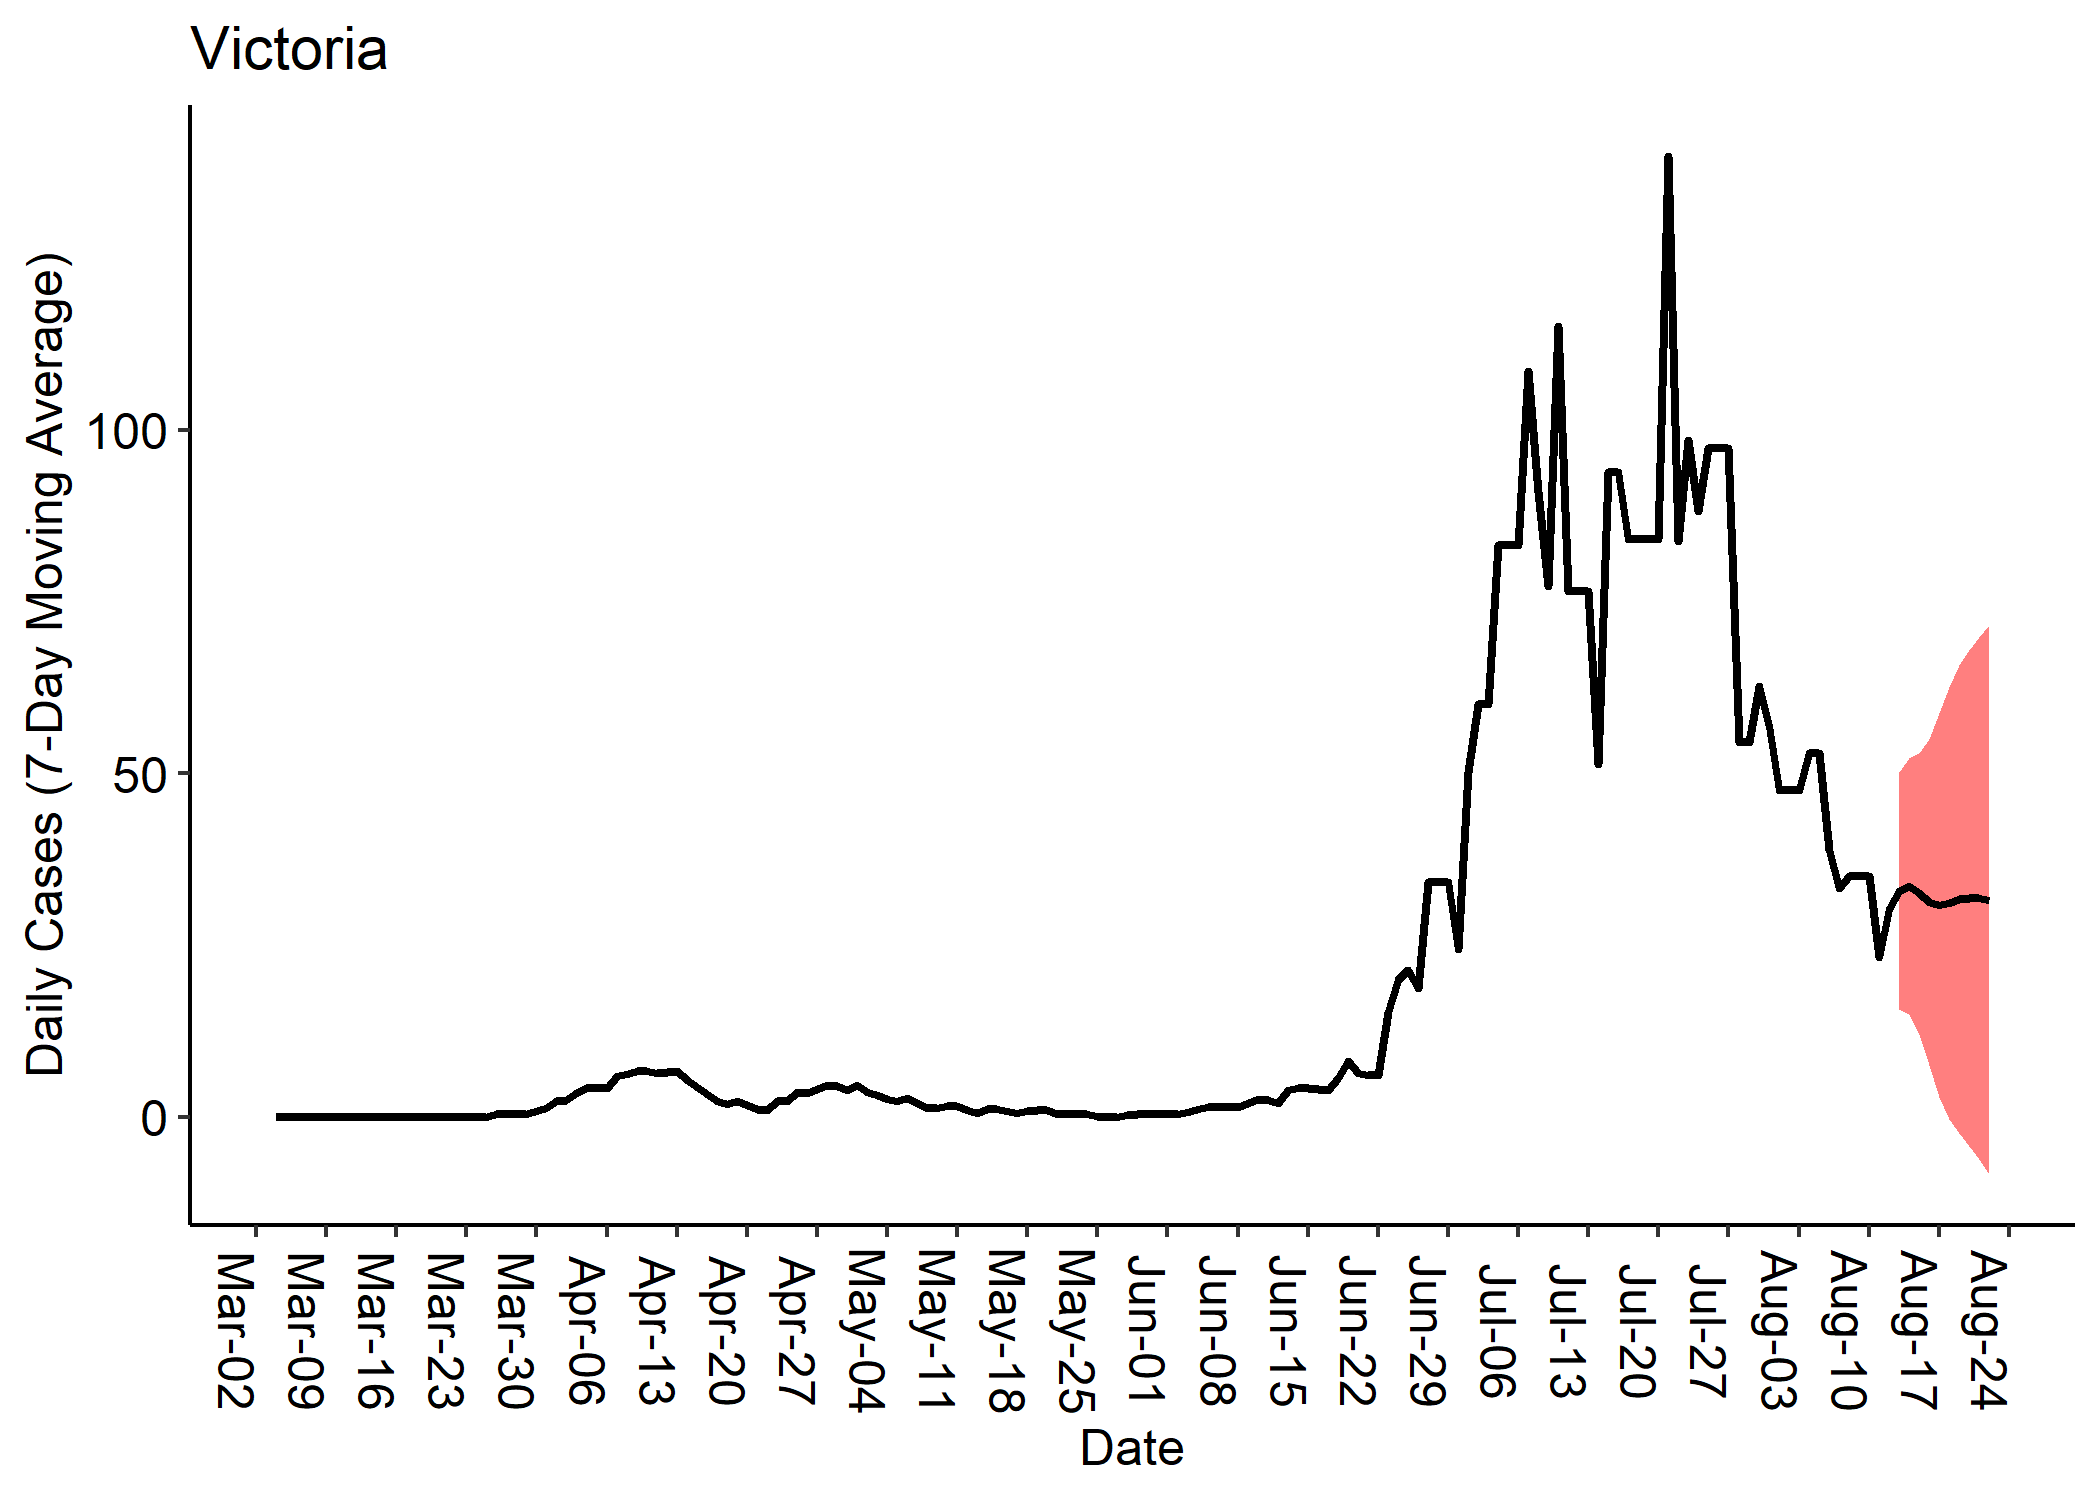 Victoria
Daily Cases (7-Day Moving Average)
100
50
0
Mar-02
Mar-09
Mar-16
Mar-23
Mar-30
Apr-06
Apr-13
Apr-20
Apr-27
May-04
May-11
May-18
May-25
Jun-01
Jun-08
Jun-15
Jun-22
Jun-29
Jul-06
Jul-13
Jul-20
Jul-27
Aug-03
Aug-10
Aug-17
Aug-24
Date